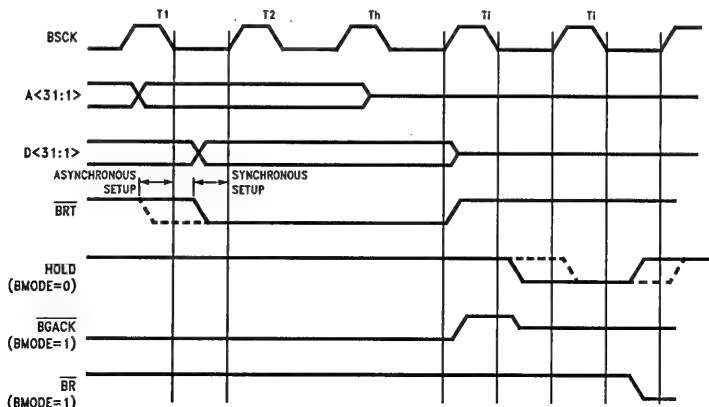 T1 T2 Th Ti Ti
BSCK
A<31:1>
D<31:1>
ASYNCHRONOUS SETUP
SYNCHRONOUS SETUP
BRT
HOLD
(BMODE=0)
BGACK
(BMODE=1)
BR
(BMODE=1)